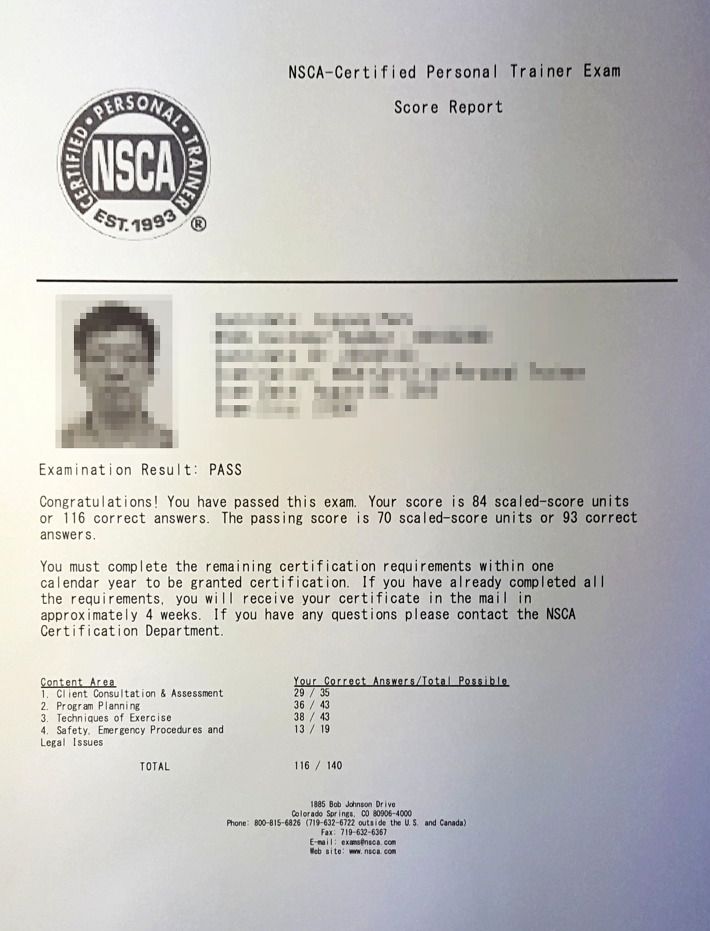 NSCA-Certified Personal Trainer Exam
Score Report
CERTIFIED • PERSONAL • TRAINER
NSCA
EST. 1993 ®
Examination Result: PASS
Congratulations! You have passed this exam. Your score is 84 scaled-score units
or 116 correct answers. The passing score is 70 scaled-score units or 93 correct
answers.
You must complete the remaining certification requirements within one
calendar year to be granted certification. If you have already completed all
the requirements, you will receive your certificate in the mail in
approximately 4 weeks. If you have any questions please contact the NSCA
Certification Department.
Content Area Your Correct Answers/Total Possible
1. Client Consultation & Assessment 29 / 35
2. Program Planning 36 / 43
3. Techniques of Exercise 38 / 43
4. Safety, Emergency Procedures and 13 / 19
Legal Issues
TOTAL 116 / 140
1885 Bob Johnson Drive
Colorado Springs, CO 80906-4000
Phone: 800-815-6826 (719-632-6722 outside the U.S. and Canada)
Fax: 719-632-6367
E-mail: exams@nsca.com
Web site: www.nsca.com